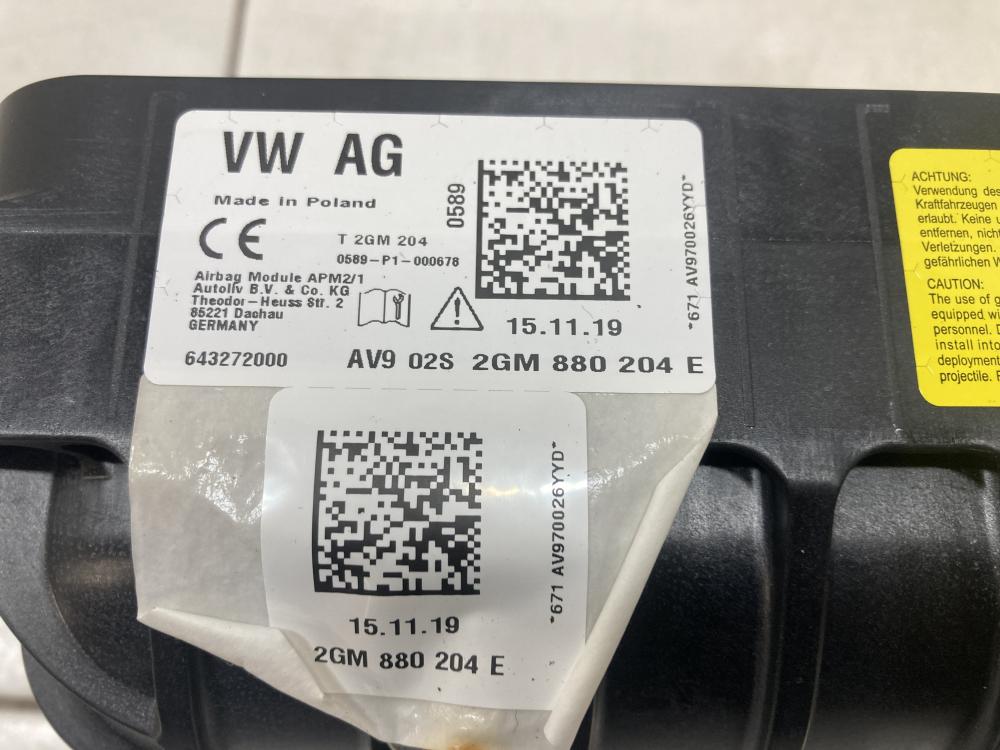 VW AG
Made in Poland
0589
T 2GM 204
0589-P1-000678
Airbag Module APM2/1
Autoliv B.V. & Co. KG
Theodor-Heuss Str. 2
85221 Dachau
GERMANY
15.11.19
643272000
AV9 02S 2GM 880 204 E
*671 AV970026YYD*
15.11.19
2GM 880 204 E
*671 AV970026YYD*
ACHTUNG:
Verwendung des
Kraftfahrzeugen
erlaubt. Keine
entfernen, nicht
Verletzungen.
gefährlichen
CAUTION:
The use of
equipped
personnel.
install into
deployment
projectile.